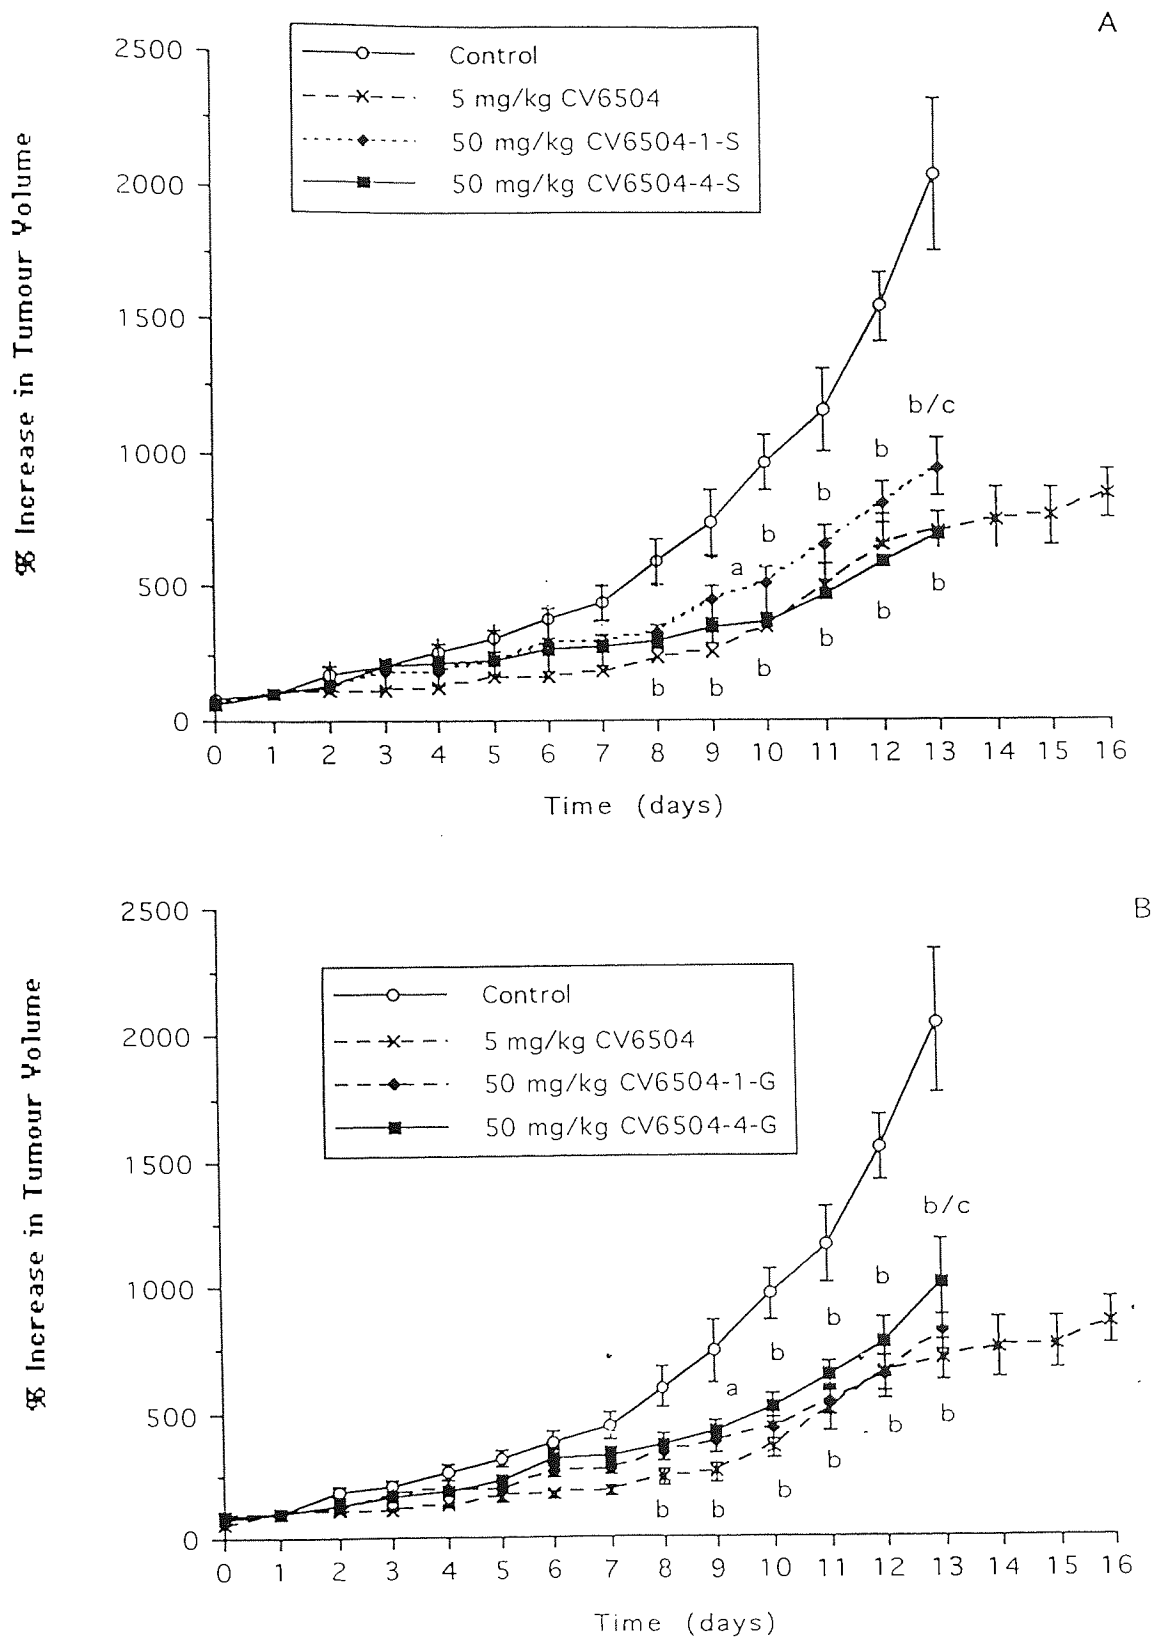 A
2500
2000
1500
1000
500
0
% Increase in Tumour Volume
Control
5 mg/kg CV6504
50 mg/kg CV6504-1-S
50 mg/kg CV6504-4-S
b/c
b
b
b
a
b
b
b
b
b
b
0 1 2 3 4 5 6 7 8 9 10 11 12 13 14 15 16
Time (days)
B
2500
2000
1500
1000
500
0
% Increase in Tumour Volume
Control
5 mg/kg CV6504
50 mg/kg CV6504-1-G
50 mg/kg CV6504-4-G
b/c
b
b
b
a
b
b
b
b
b
b
0 1 2 3 4 5 6 7 8 9 10 11 12 13 14 15 16
Time (days)